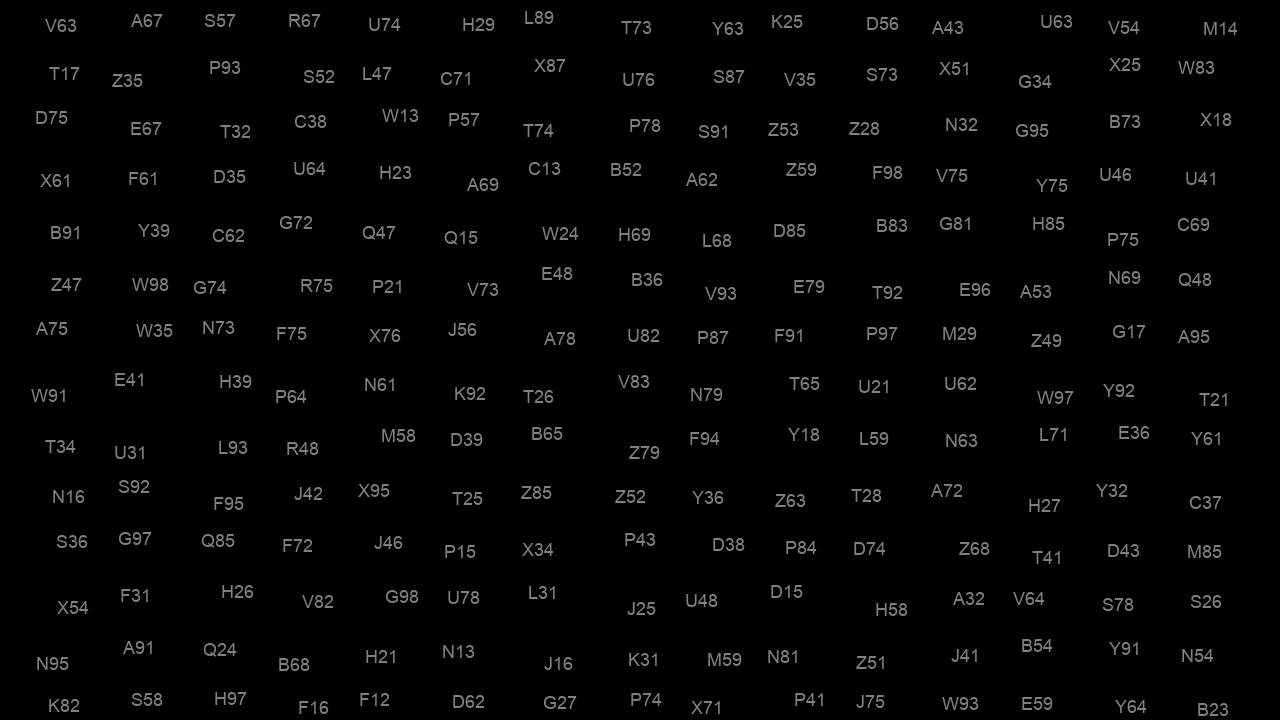 V63 A67 S57 R67 U74 H29 L89 T73 Y63 K25 D56 A43 U63 V54 M14
T17 Z35 P93 S52 L47 C71 X87 U76 S87 V35 S73 X51 G34 X25 W83
D75 E67 T32 C38 W13 P57 T74 P78 S91 Z53 Z28 N32 G95 B73 X18
X61 F61 D35 U64 H23 A69 C13 B52 A62 Z59 F98 V75 Y75 U46 U41
B91 Y39 C62 G72 Q47 Q15 W24 H69 L68 D85 B83 G81 H85 P75 C69
Z47 W98 G74 R75 P21 V73 E48 B36 V93 E79 T92 E96 A53 N69 Q48
A75 W35 N73 F75 X76 J56 A78 U82 P87 F91 P97 M29 Z49 G17 A95
W91 E41 H39 P64 N61 K92 T26 V83 N79 T65 U21 U62 W97 Y92 T21
T34 U31 L93 R48 M58 D39 B65 Z79 F94 Y18 L59 N63 L71 E36 Y61
N16 S92 F95 J42 X95 T25 Z85 Z52 Y36 Z63 T28 A72 H27 Y32 C37
S36 G97 Q85 F72 J46 P15 X34 P43 D38 P84 D74 Z68 T41 D43 M85
X54 F31 H26 V82 G98 U78 L31 J25 U48 D15 H58 A32 V64 S78 S26
N95 A91 Q24 B68 H21 N13 J16 K31 M59 N81 Z51 J41 B54 Y91 N54
K82 S58 H97 F16 F12 D62 G27 P74 X71 P41 J75 W93 E59 Y64 B23